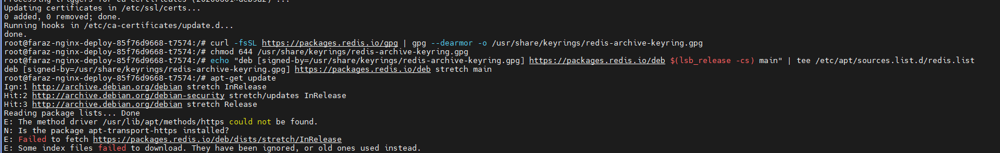 Updating certificates in /etc/ssl/certs...
0 added, 0 removed; done.
Running hooks in /etc/ca-certificates/update.d...
done.
root@faraz-nginx-deploy-85f76d9668-t7574:/# curl -fsSL https://packages.redis.io/gpg | gpg --dearmor -o /usr/share/keyrings/redis-archive-keyring.gpg
root@faraz-nginx-deploy-85f76d9668-t7574:/# chmod 644 /usr/share/keyrings/redis-archive-keyring.gpg
root@faraz-nginx-deploy-85f76d9668-t7574:/# echo "deb [signed-by=/usr/share/keyrings/redis-archive-keyring.gpg] https://packages.redis.io/deb $(lsb_release -cs) main" | tee /etc/apt/sources.list.d/redis.list
deb [signed-by=/usr/share/keyrings/redis-archive-keyring.gpg] https://packages.redis.io/deb stretch main
root@faraz-nginx-deploy-85f76d9668-t7574:/# apt-get update
Ign:1 http://archive.debian.org/debian stretch InRelease
Hit:2 http://archive.debian.org/debian-security stretch/updates InRelease
Hit:3 http://archive.debian.org/debian stretch Release
Reading package lists... Done
E: The method driver /usr/lib/apt/methods/https could not be found.
N: Is the package apt-transport-https installed?
E: Failed to fetch https://packages.redis.io/deb/dists/stretch/InRelease
E: Some index files failed to download. They have been ignored, or old ones used instead.